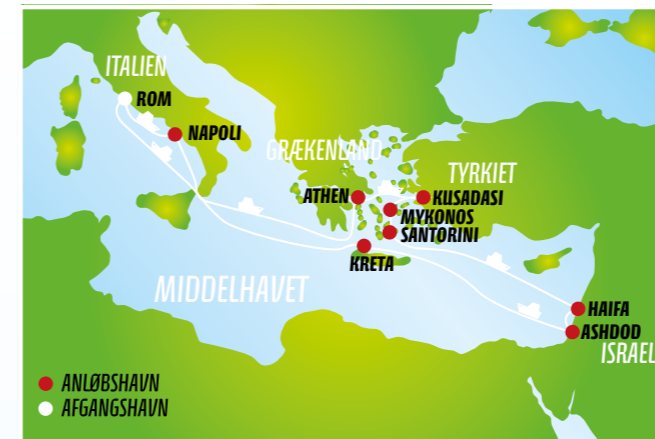 ITALIEN
ROM
NAPOLI
GRÆKENLAND
TYRKIET
ATHEN
KUSADASI
MYKONOS
SANTORINI
KRETA
MIDDELHAVET
HAIFA
ASHDOD
ISRAEL
ANLØBSHAVN
AFGANGSHAVN